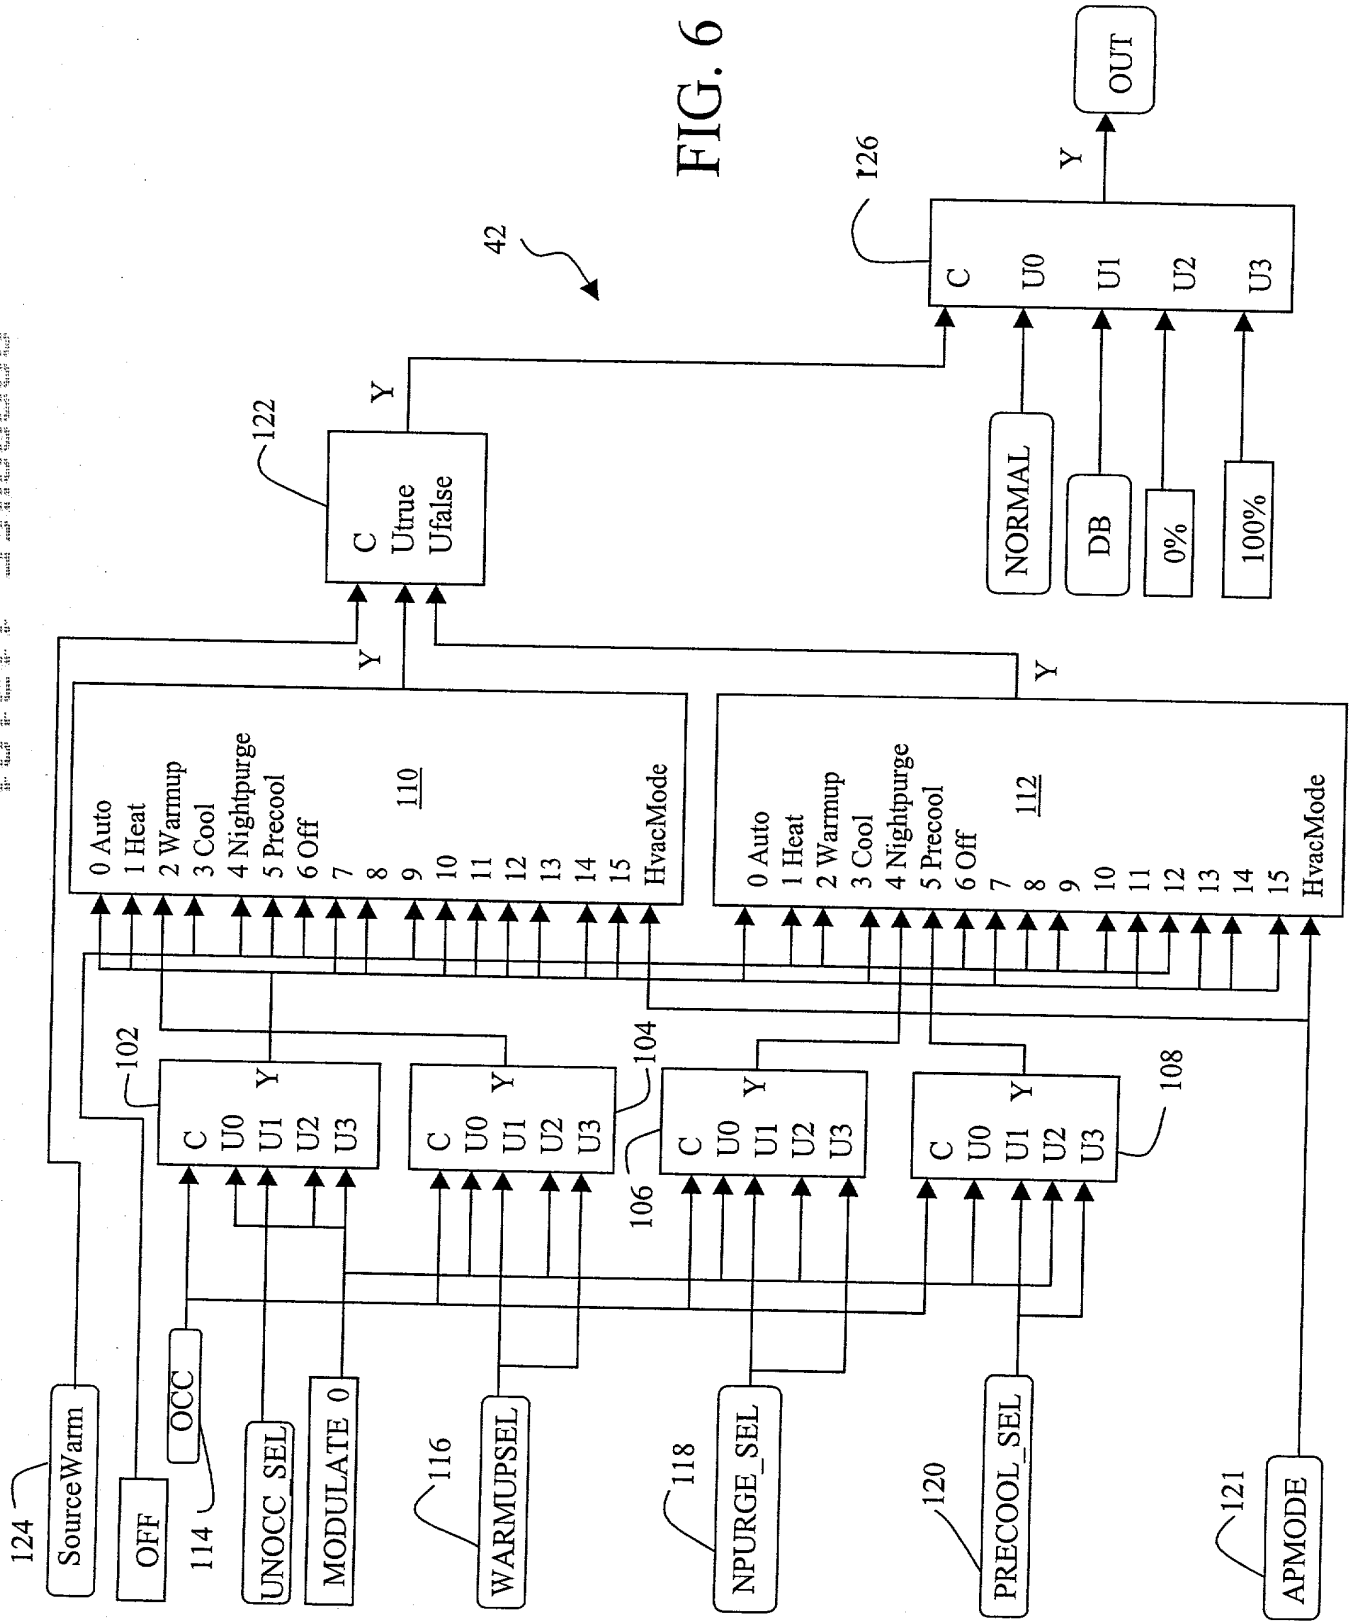 FIG. 6
42
124
SourceWarm
OFF
OCC
114
UNOCC_SEL
MODULATE 0
116
WARMUPSEL
118
NPURGE_SEL
120
PRECOOL_SEL
121
APMODE
102
C
U0
U1 Y
U2
U3
104
C
U0
U1 Y
U2
U3
106
C
U0
U1 Y
U2
U3
108
C
U0
U1 Y
U2
U3
0 Auto
1 Heat
2 Warmup
3 Cool
4 Nightpurge
5 Precool
6 Off
7
8
9
10
11
12
13
14
15
HvacMode
110
Y
0 Auto
1 Heat
2 Warmup
3 Cool
4 Nightpurge
5 Precool
6 Off
7
8
9
10
11
12
13
14
15
HvacMode
112
Y
122
C
Utrue
Ufalse
Y
NORMAL
DB
0%
100%
126
C
U0
U1
U2
U3
Y
OUT